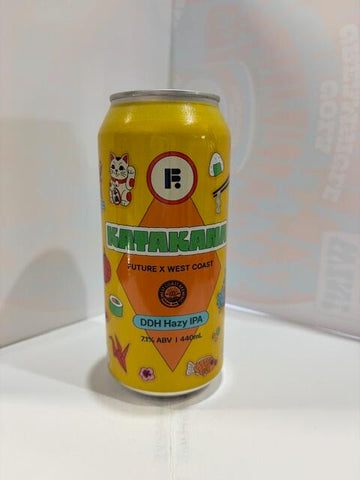 F.
KATAKANA
FUTURE X WEST COAST
DDH Hazy IPA
7.1% ABV | 440mL